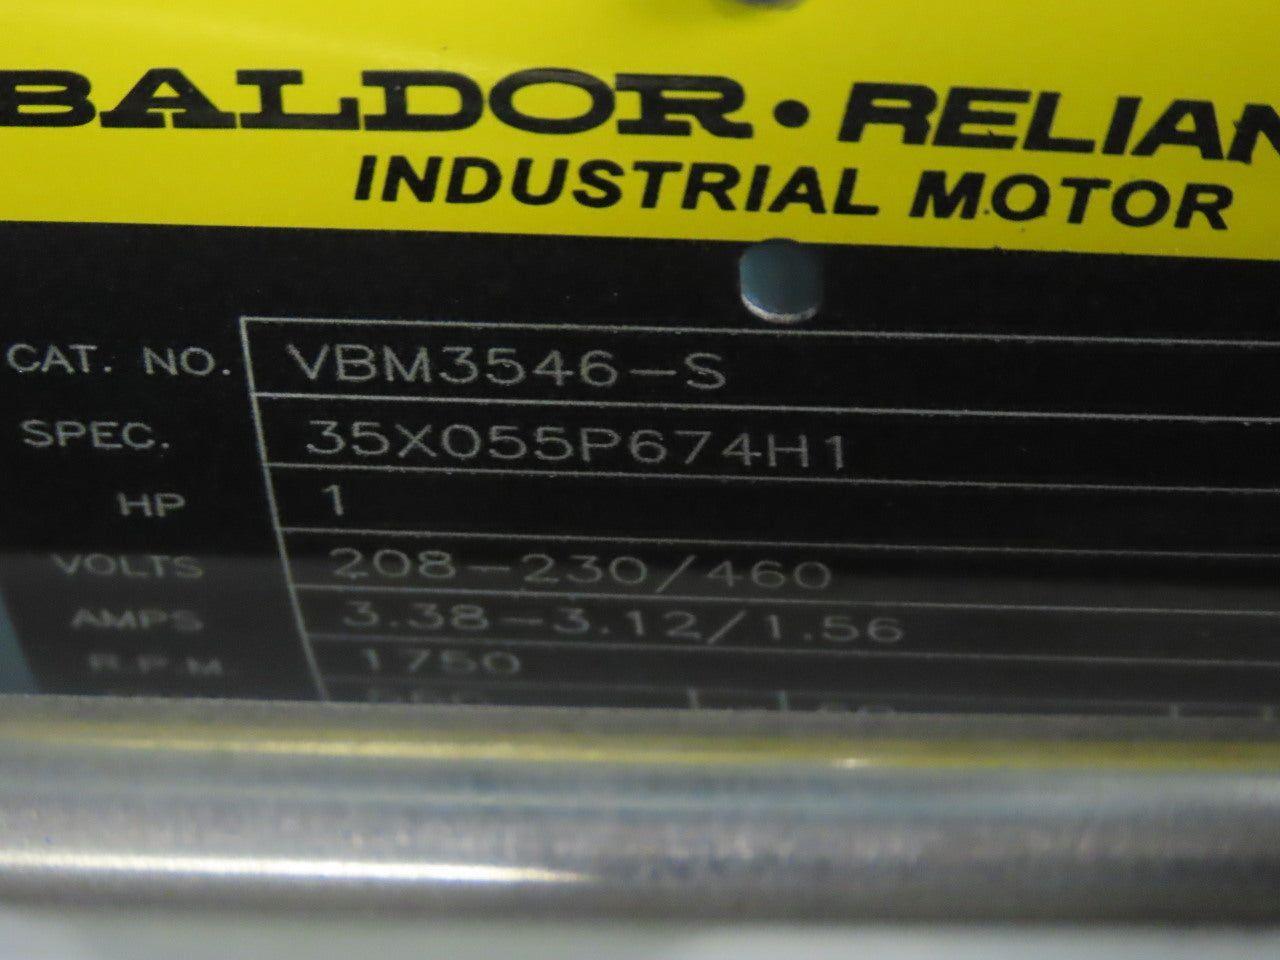 BALDOR • RELIAN
INDUSTRIAL MOTOR
CAT. NO. VBM3546-S
SPEC. 35X055P674H1
HP 1
VOLTS 208-230/460
AMPS 3.38-3.12/1.56
R.P.M 1750